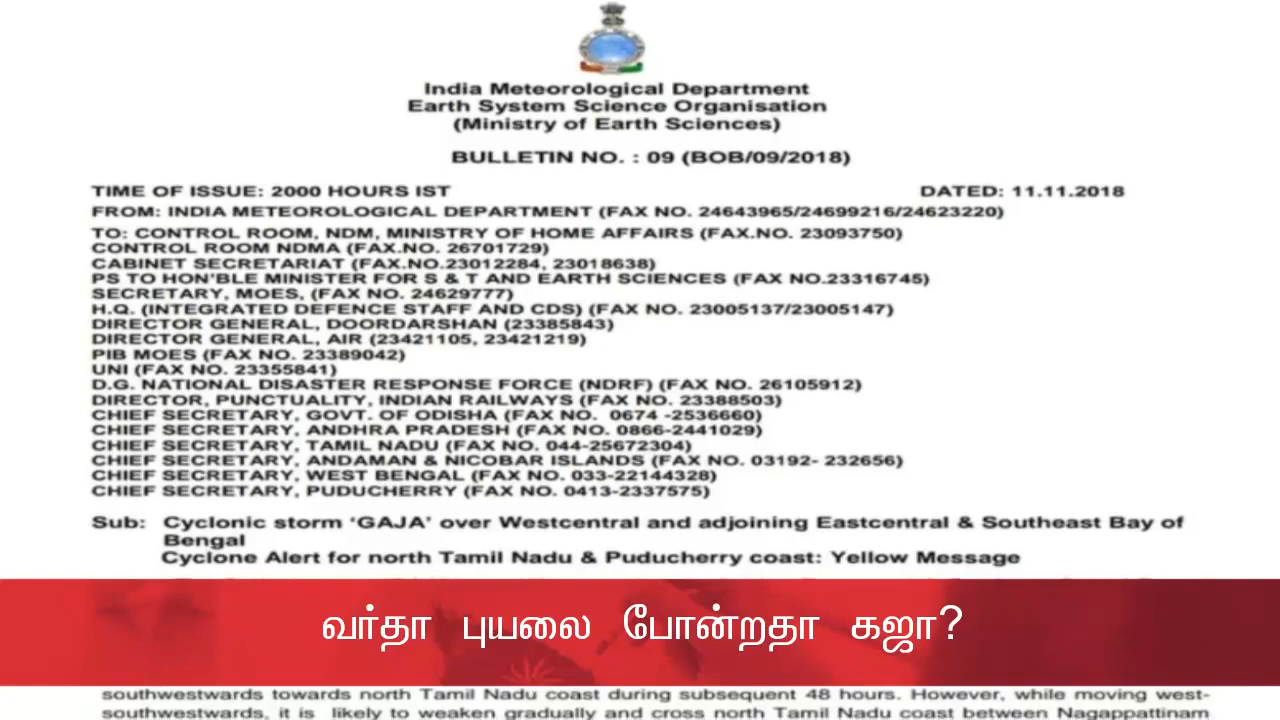 India Meteorological Department
Earth System Science Organisation
(Ministry of Earth Sciences)
BULLETIN NO. : 09 (BOB/09/2018)
TIME OF ISSUE: 2000 HOURS IST DATED: 11.11.2018
FROM: INDIA METEOROLOGICAL DEPARTMENT (FAX NO. 24643965/24699216/24623220)
TO: CONTROL ROOM, NDM, MINISTRY OF HOME AFFAIRS (FAX.NO. 23093750)
CONTROL ROOM NDMA (FAX.NO. 26701729)
CABINET SECRETARIAT (FAX.NO.23012284, 23018638)
PS TO HON'BLE MINISTER FOR S & T AND EARTH SCIENCES (FAX NO.23316745)
SECRETARY, MOES, (FAX NO. 24629777)
H.Q. (INTEGRATED DEFENCE STAFF AND CDS) (FAX NO. 23005137/23005147)
DIRECTOR GENERAL, DOORDARSHAN (23385843)
DIRECTOR GENERAL, AIR (23421105, 23421219)
PIB MOES (FAX NO. 23389042)
UNI (FAX NO. 23355841)
D.G. NATIONAL DISASTER RESPONSE FORCE (NDRF) (FAX NO. 26105912)
DIRECTOR, PUNCTUALITY, INDIAN RAILWAYS (FAX NO. 23388503)
CHIEF SECRETARY, GOVT. OF ODISHA (FAX NO. 0674 -2536660)
CHIEF SECRETARY, ANDHRA PRADESH (FAX NO. 0866-2441029)
CHIEF SECRETARY, TAMIL NADU (FAX NO. 044-25672304)
CHIEF SECRETARY, ANDAMAN & NICOBAR ISLANDS (FAX NO. 03192- 232656)
CHIEF SECRETARY, WEST BENGAL (FAX NO. 033-22144328)
CHIEF SECRETARY, PUDUCHERRY (FAX NO. 0413-2337575)
Sub: Cyclonic storm ‘GAJA’ over Westcentral and adjoining Eastcentral & Southeast Bay of
Bengal
Cyclone Alert for north Tamil Nadu & Puducherry coast: Yellow Message
வர்தா புயலை போன்றதா கஜா?
southwestwards towards north Tamil Nadu coast during subsequent 48 hours. However, while moving west-
southwestwards, it is likely to weaken gradually and cross north Tamil Nadu coast between Nagappattinam